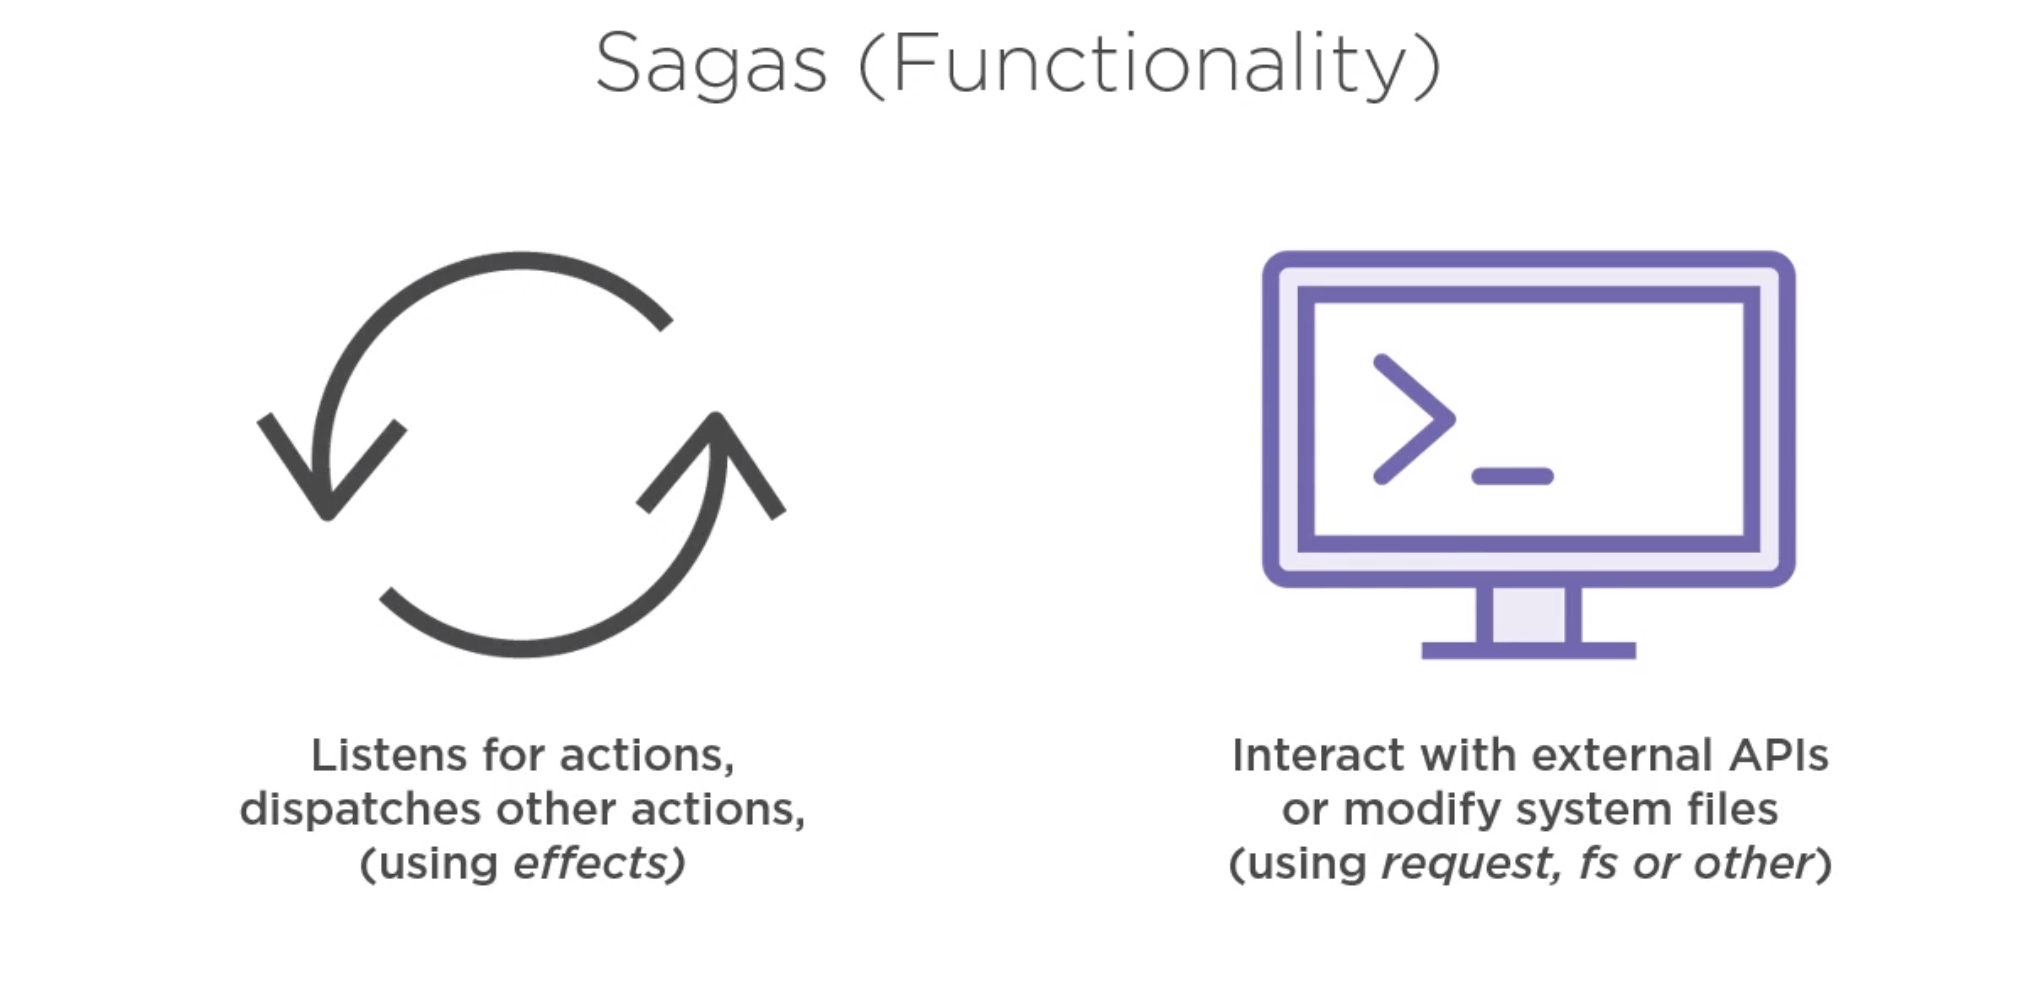 Sagas (Functionality)
>_
Listens for actions,
dispatches other actions,
(using effects)
Interact with external APIs
or modify system files
(using request, fs or other)